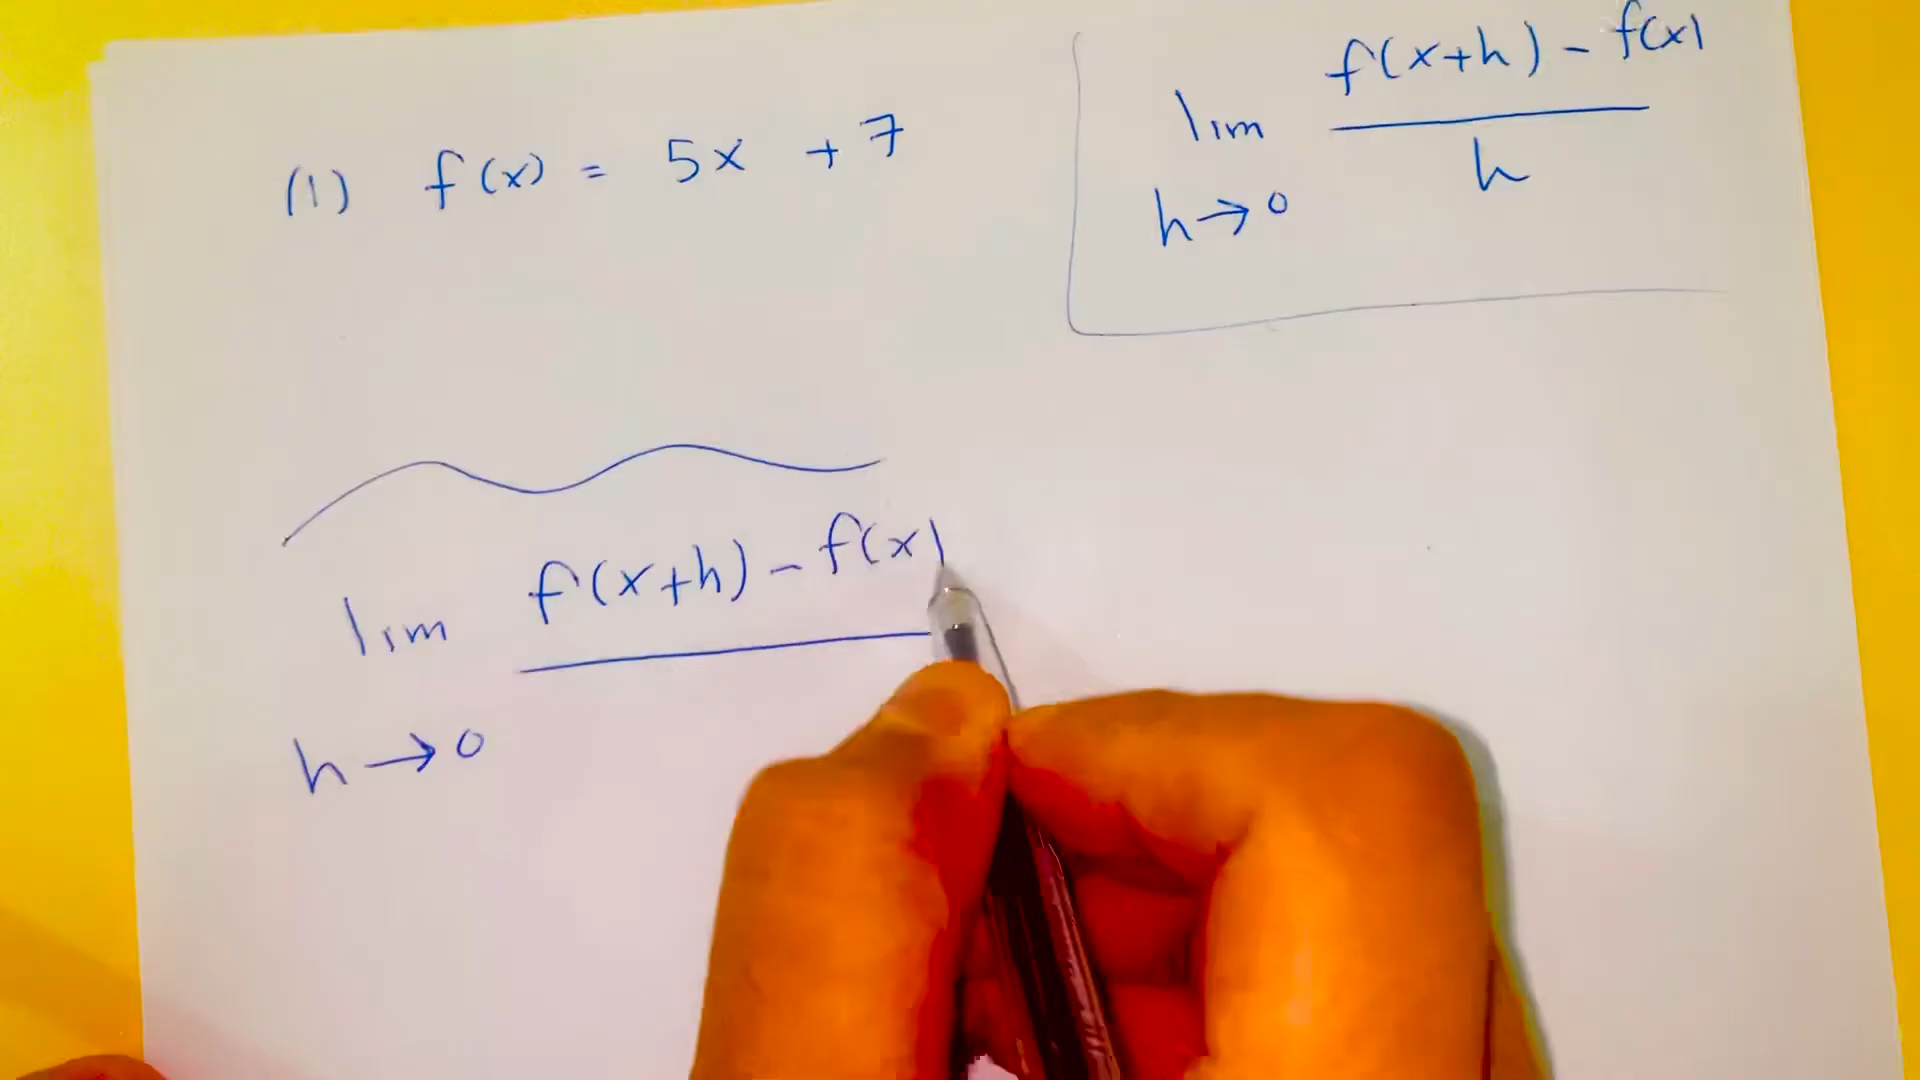 (1) f(x) = 5x + 7
f(x+h) - f(x)
lim
h
h→0
f(x+h) - f(x)
lim
h→0